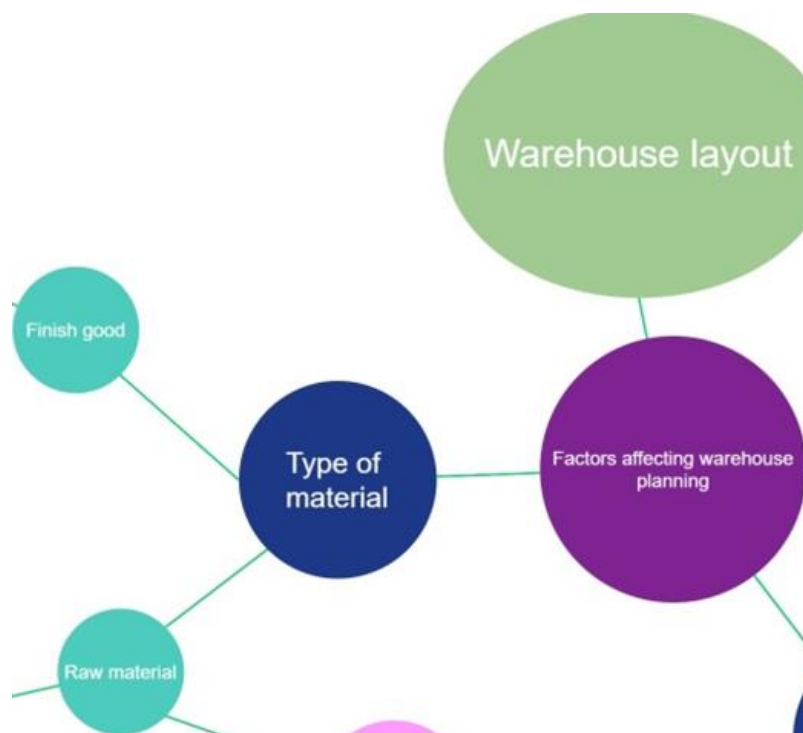 Warehouse layout
Finish good
Type of
material
Factors affecting warehouse
planning
Raw material